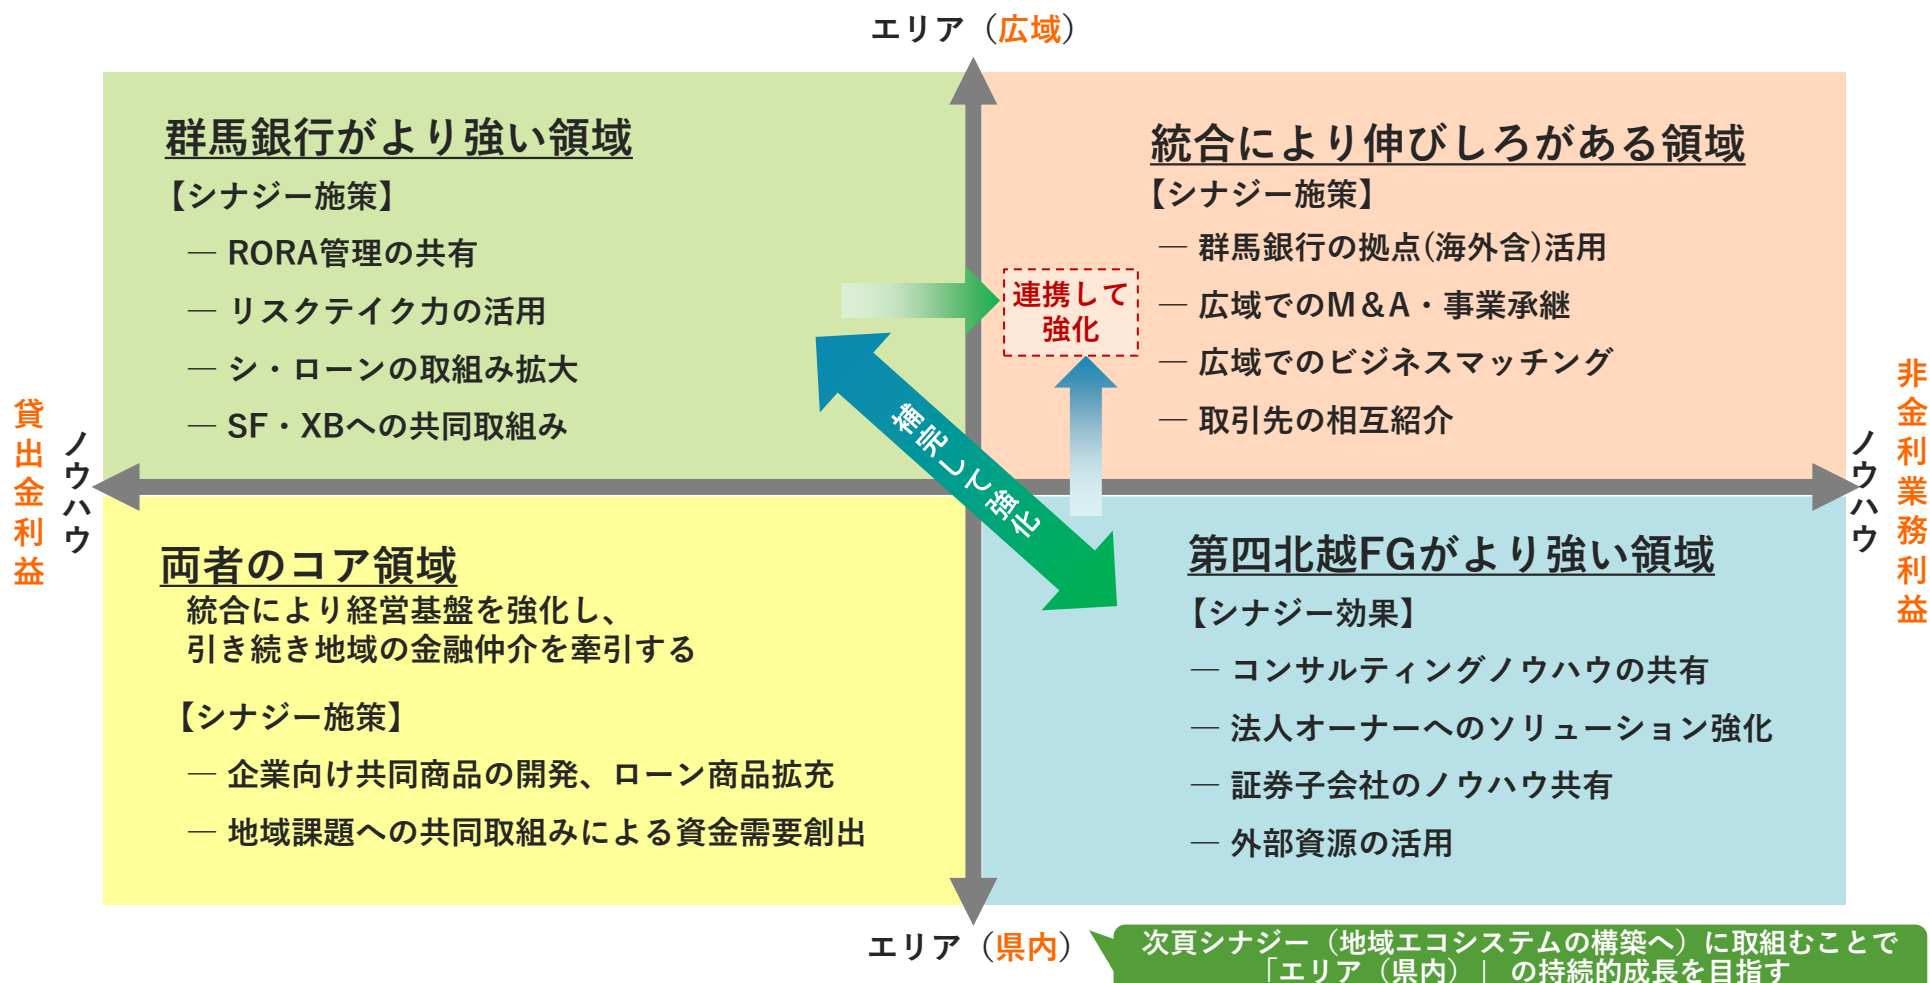 エリア（広域）
群馬銀行がより強い領域
【シナジー施策】
― RORA管理の共有
― リスクテイク力の活用
― シ・ローンの取組み拡大
― SF・XBへの共同取組み
統合により伸びしろがある領域
【シナジー施策】
― 群馬銀行の拠点(海外含)活用
― 広域でのM＆A・事業承継
― 広域でのビジネスマッチング
― 取引先の相互紹介
連携して
強化
補完して強化
貸出金利益
ノウハウ
ノウハウ
非金利業務利益
両者のコア領域
統合により経営基盤を強化し、
引き続き地域の金融仲介を牽引する
【シナジー施策】
― 企業向け共同商品の開発、ローン商品拡充
― 地域課題への共同取組みによる資金需要創出
第四北越FGがより強い領域
【シナジー効果】
― コンサルティングノウハウの共有
― 法人オーナーへのソリューション強化
― 証券子会社のノウハウ共有
― 外部資源の活用
エリア（県内）
次頁シナジー（地域エコシステムの構築へ）に取組むことで
「エリア（県内）」の持続的成長を目指す